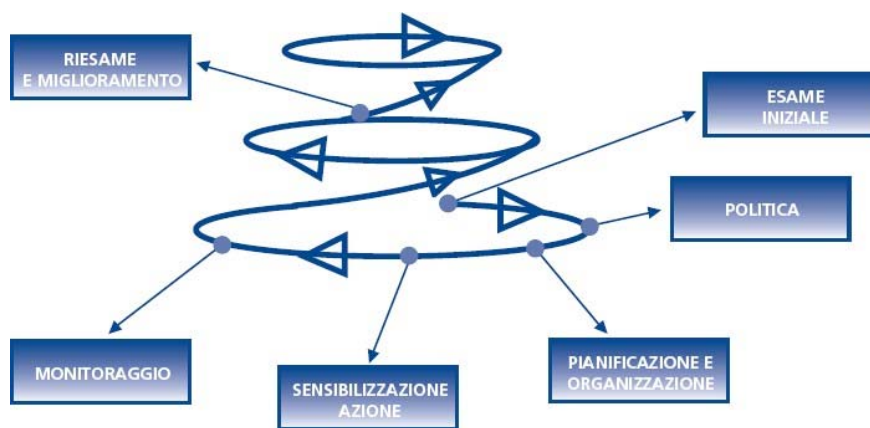 RIESAME
E MIGLIORAMENTO
ESAME
INIZIALE
POLITICA
MONITORAGGIO
SENSIBILIZZAZIONE
AZIONE
PIANIFICAZIONE E
ORGANIZZAZIONE